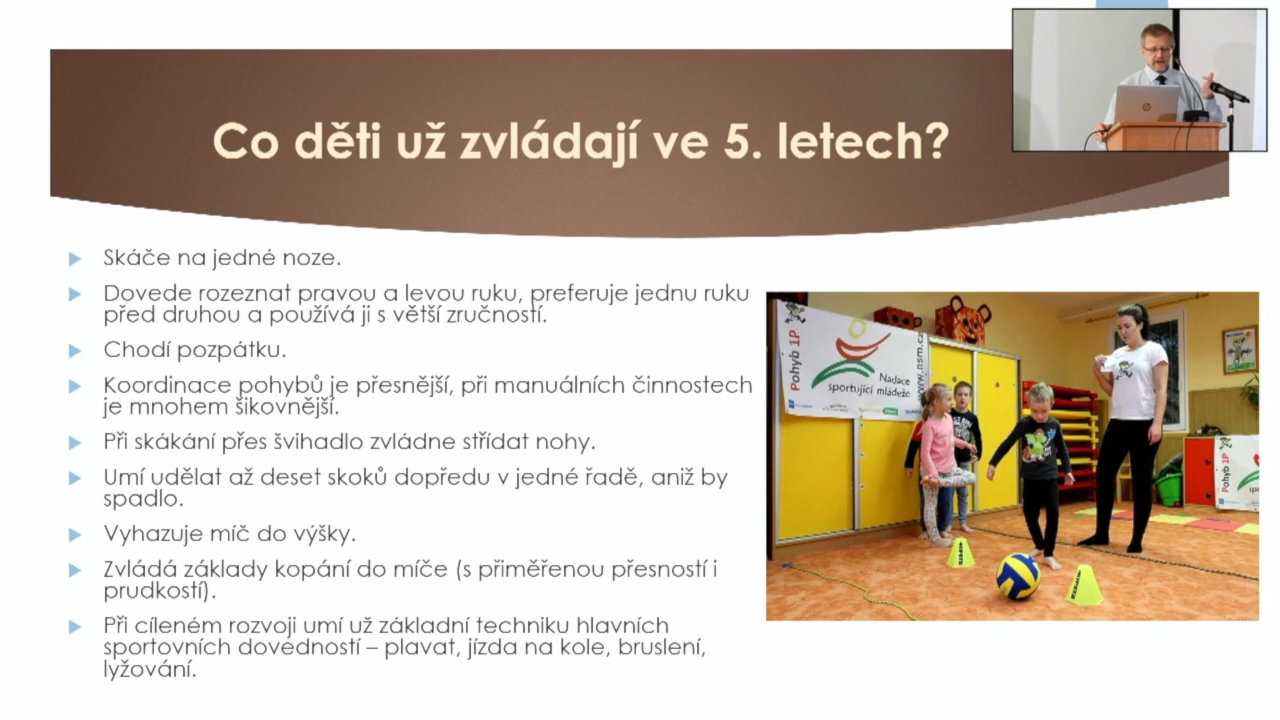 Co děti už zvládají ve 5. letech?
Skáče na jedné noze.
Dovede rozeznat pravou a levou ruku, preferuje jednu ruku
před druhou a používá ji s větší zručností.
Chodí pozpátku.
Koordinace pohybů je přesnější, při manuálních činnostech
je mnohem šikovnější.
Při skákání přes švihadlo zvládne střídat nohy.
Umí udělat až deset skoků dopředu v jedné řadě, aniž by
spadlo.
Vyhazuje míč do výšky.
Zvládá základy kopání do míče (s přiměřenou přesností i
prudkostí).
Při cíleném rozvoji umí už základní techniku hlavních
sportovních dovedností – plavat, jízda na kole, bruslení,
lyžování.
Pohyb 1P
Nadace
sportující mládeže
www.nsm.cz
Pohyb 1P
hp